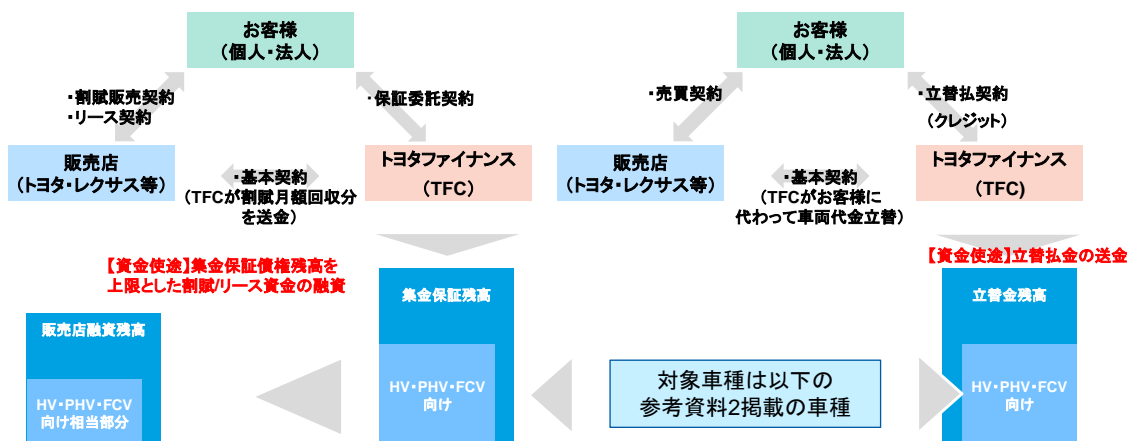 お客様
（個人・法人）
・割賦販売契約
・リース契約
・保証委託契約
販売店
（トヨタ・レクサス等）
・基本契約
（TFCが割賦月額回収分
を送金）
トヨタファイナンス
（TFC）
【資金使途】集金保証債権残高を
上限とした割賦/リース資金の融資
販売店融資残高
HV・PHV・FCV
向け相当部分
集金保証残高
HV・PHV・FCV
向け
お客様
（個人・法人）
・売買契約
・立替払契約
（クレジット）
販売店
（トヨタ・レクサス等）
・基本契約
（TFCがお客様に
代わって車両代金立替）
トヨタファイナンス
（TFC）
【資金使途】立替払金の送金
対象車種は以下の
参考資料2掲載の車種
立替金残高
HV・PHV・FCV
向け